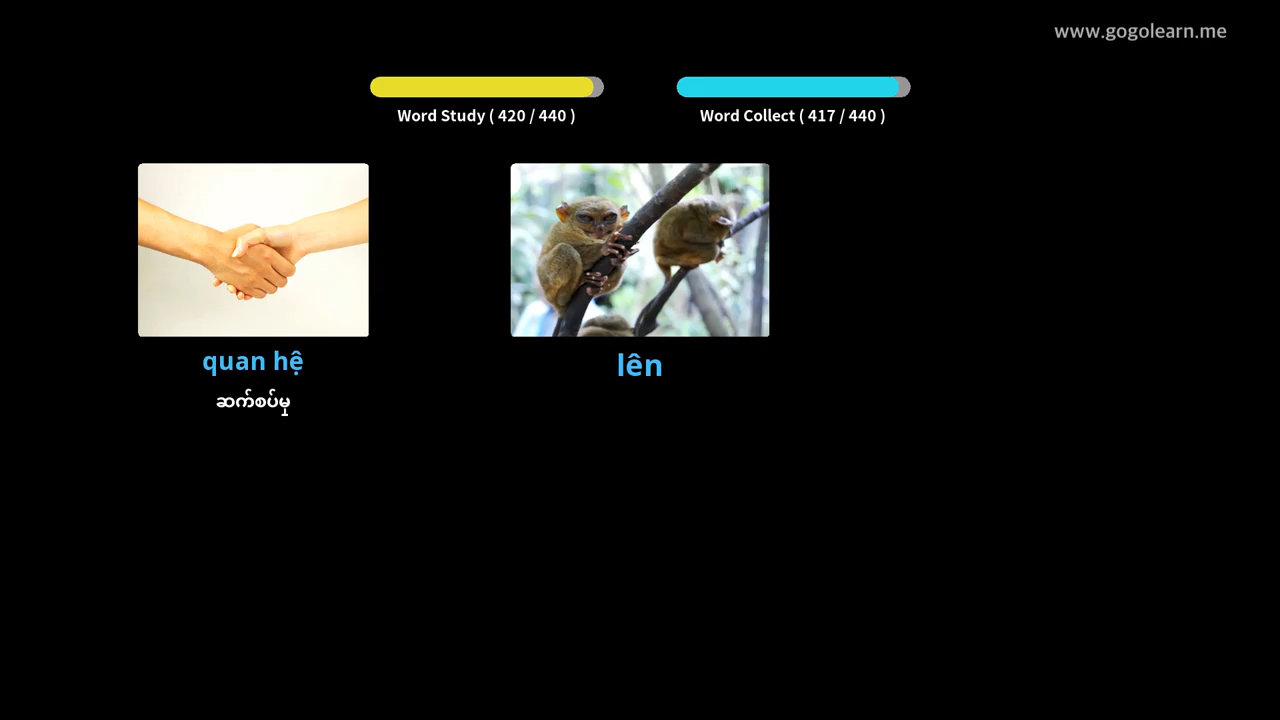 www.gogolearn.me
Word Study ( 420 / 440 )
Word Collect ( 417 / 440 )
quan hệ
ဆက်စပ်မှု
lên